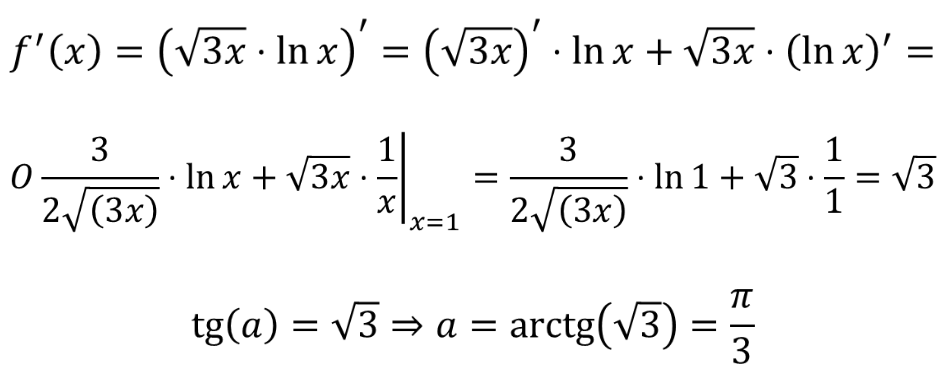 f′(x) = (√3x · ln x)′ = (√3x)′ · ln x + √3x · (ln x)′ =
O 3/(2√(3x)) · ln x + √3x · 1/x |ₓ₌₁ = 3/(2√(3x)) · ln 1 + √3 · 1/1 = √3
tg(a) = √3 ⇒ a = arctg(√3) = π/3